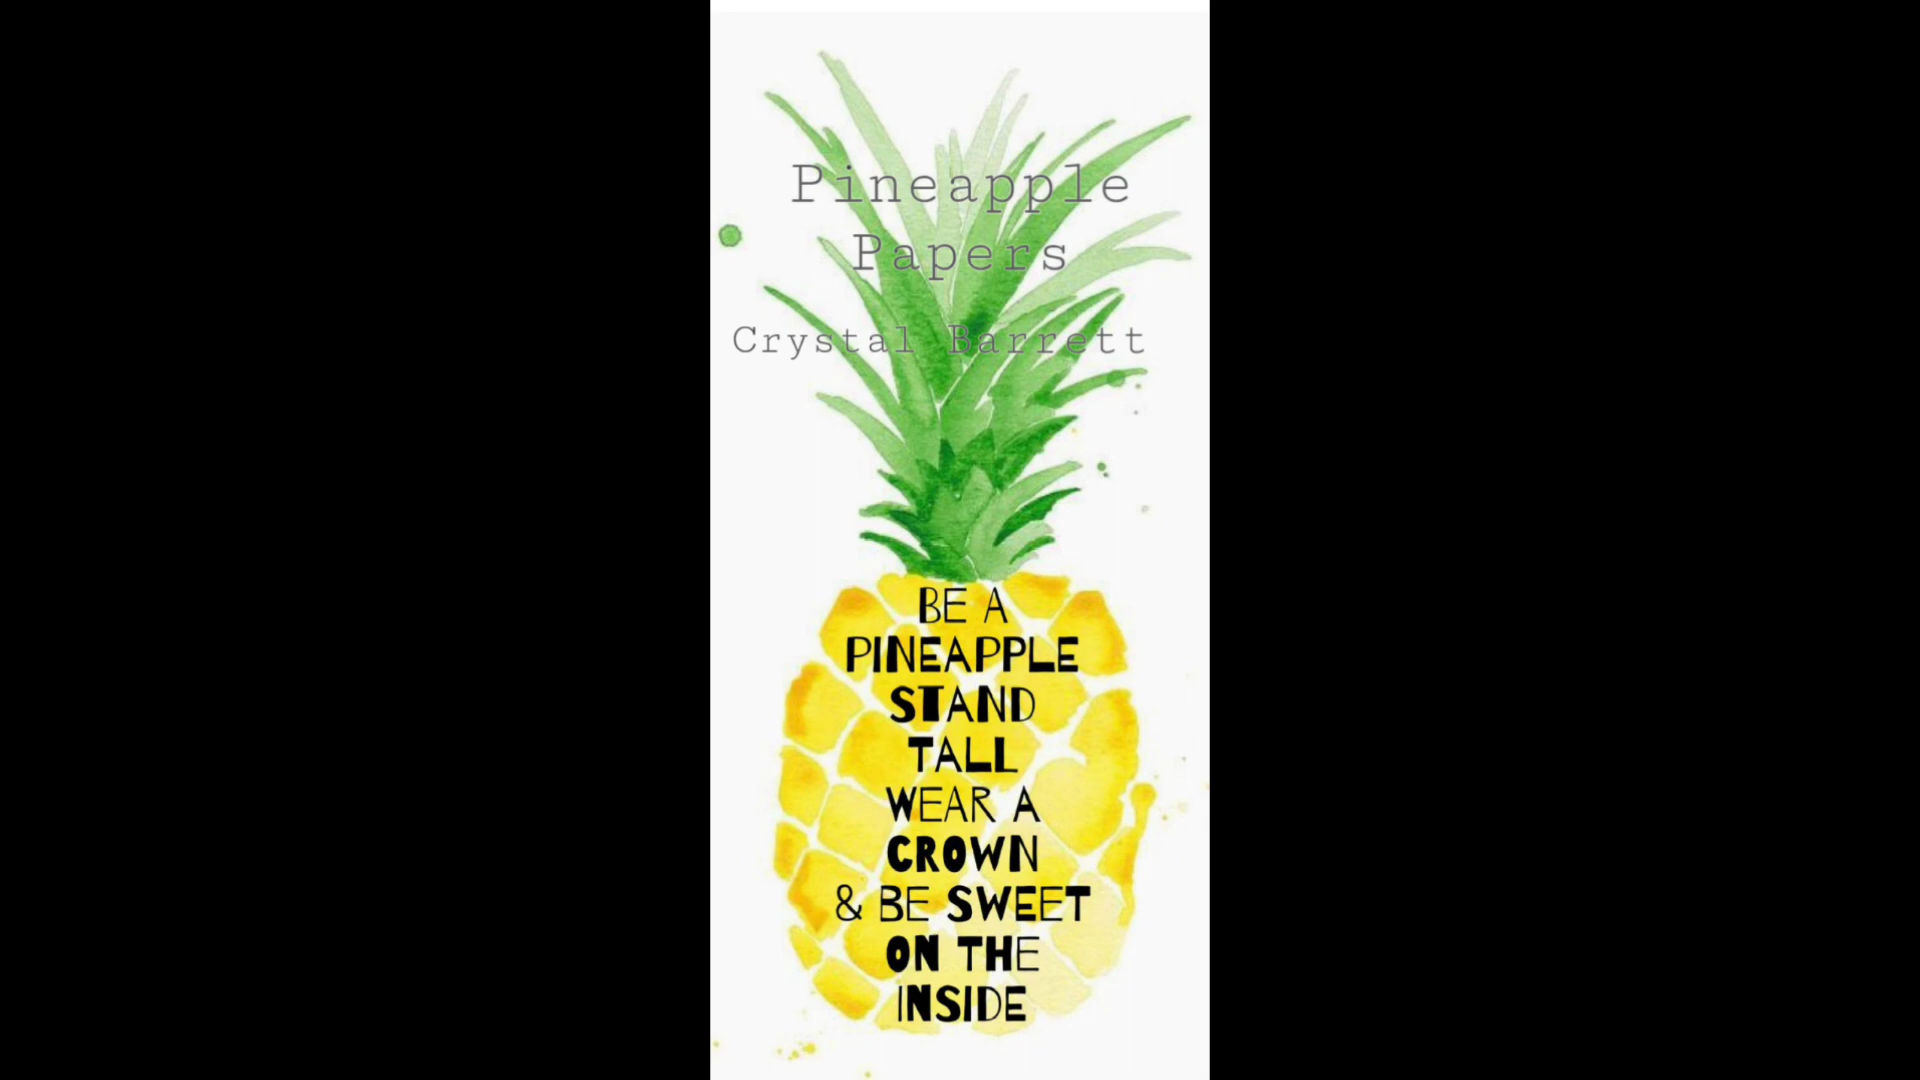 Pineapple
Papers
Crystal Barrett
BE A
PINEAPPLE
STAND
TALL
WEAR A
CROWN
& BE SWEET
ON THE
INSIDE